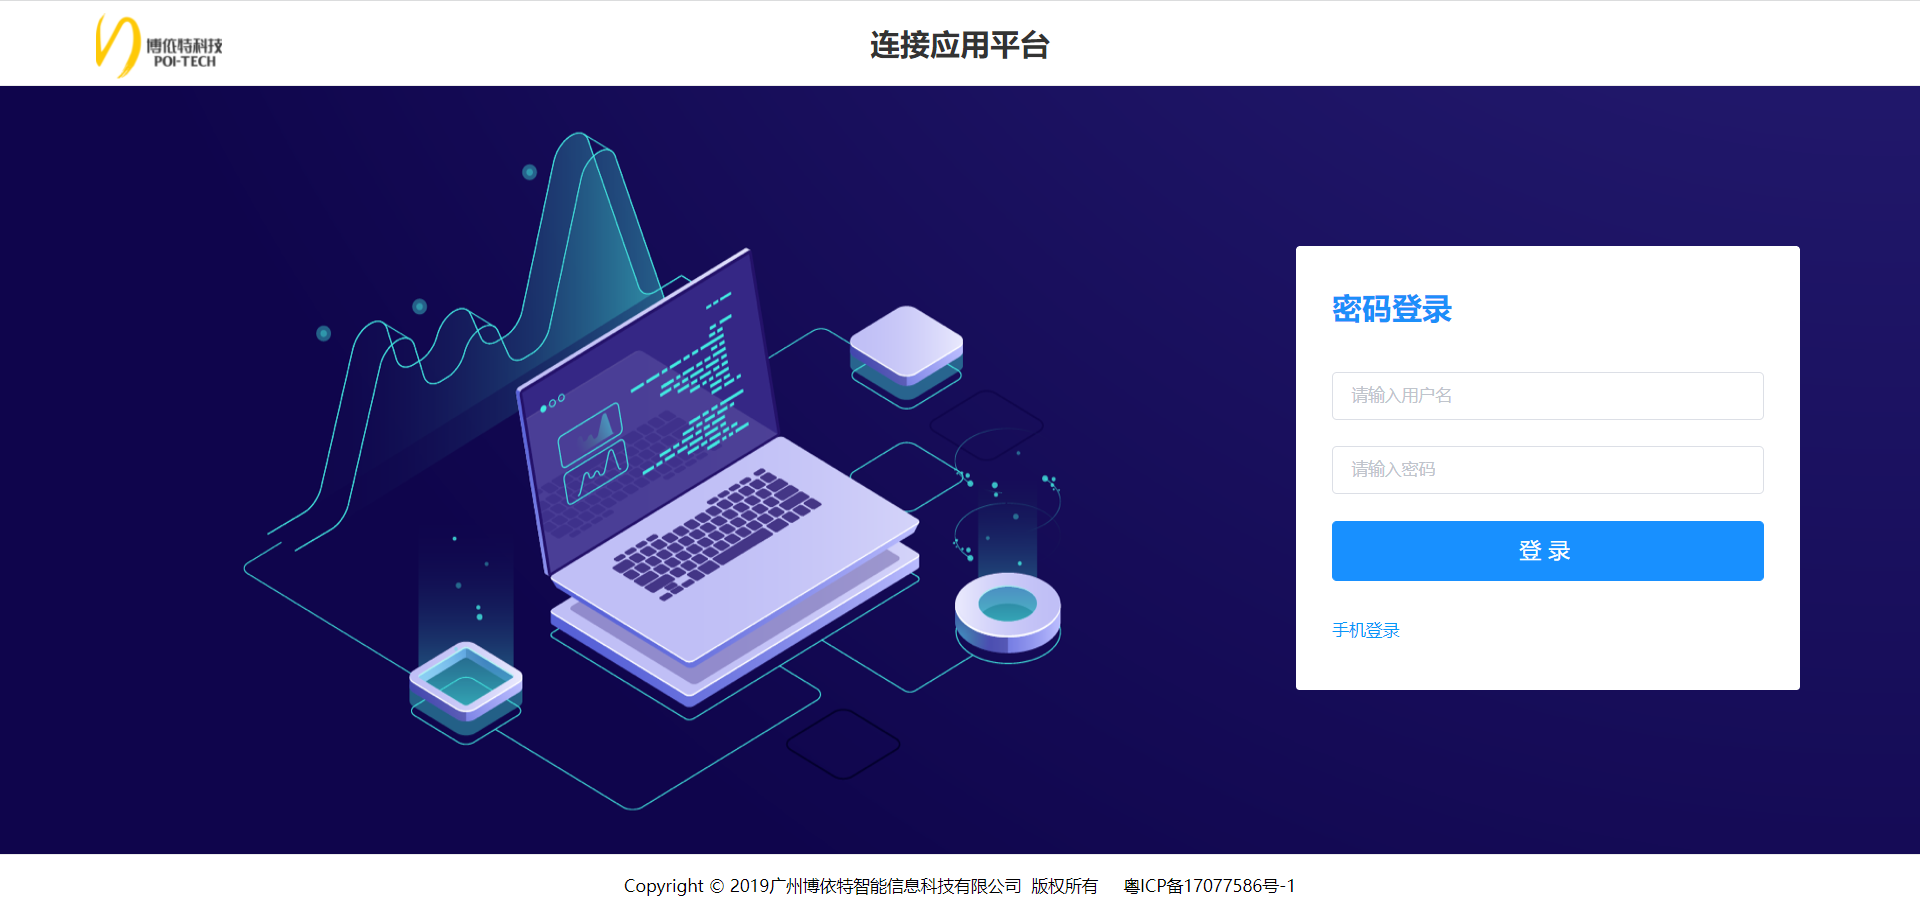 博依特科技
POI-TECH
连接应用平台
密码登录
请输入用户名
请输入密码
登 录
手机登录
Copyright © 2019广州博依特智能信息科技有限公司 版权所有 粤ICP备17077586号-1